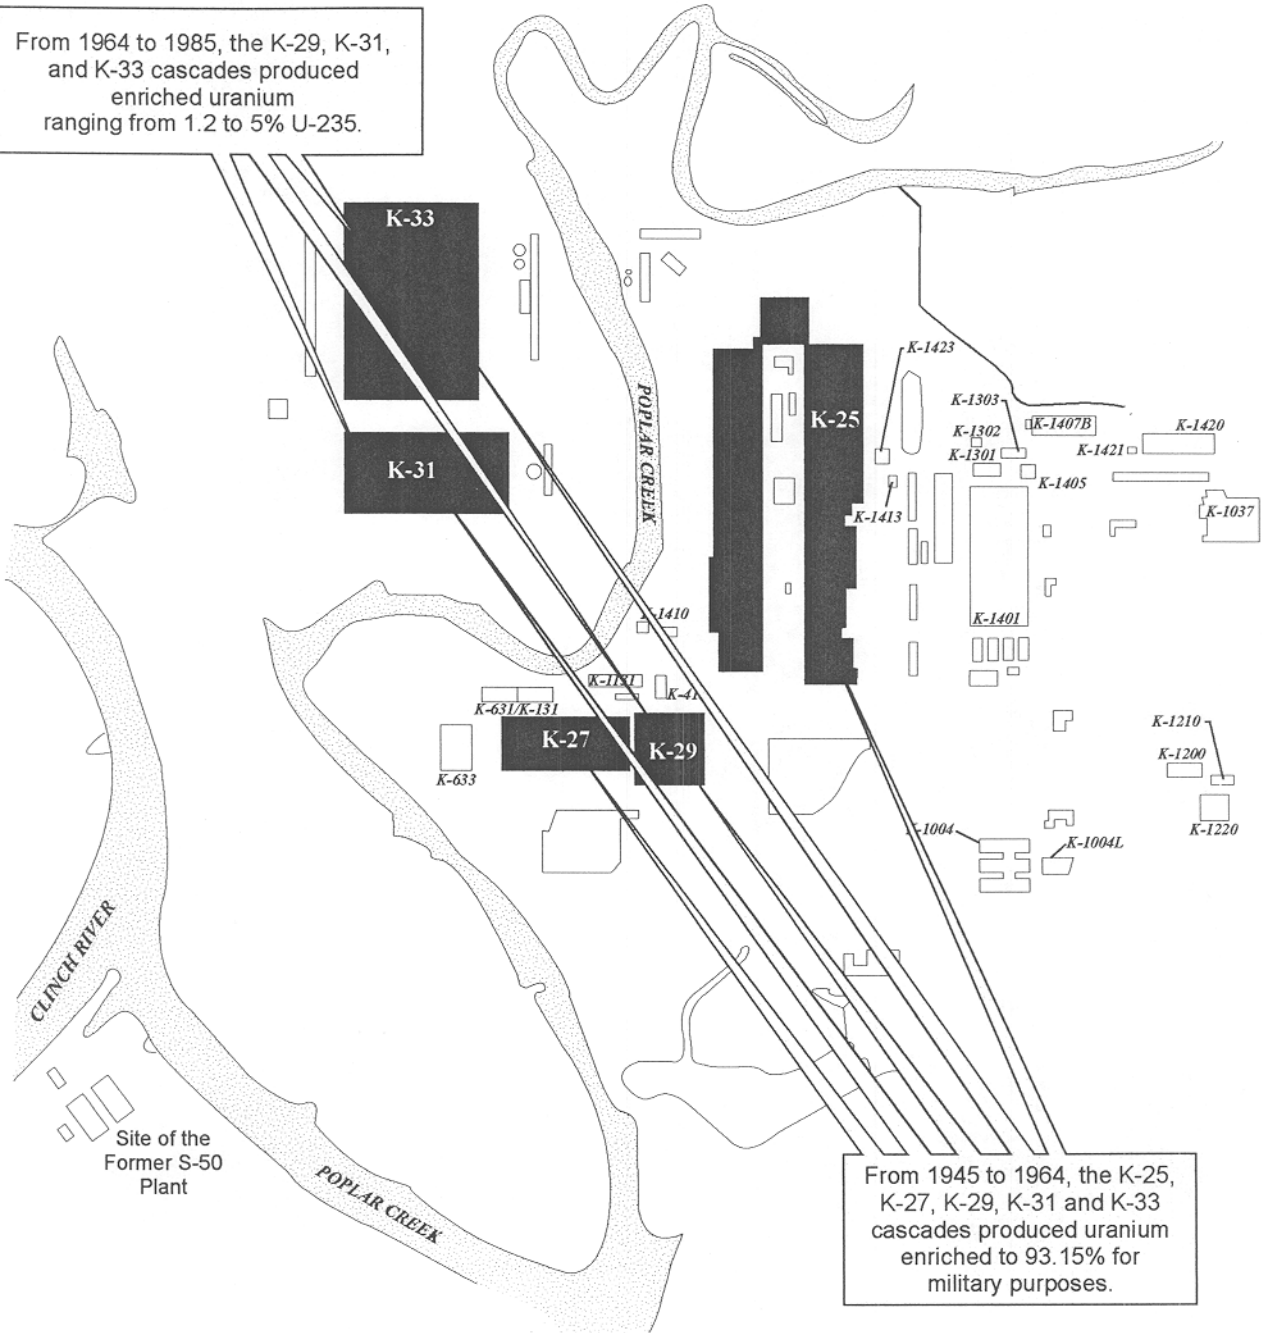 From 1964 to 1985, the K-29, K-31,
and K-33 cascades produced
enriched uranium
ranging from 1.2 to 5% U-235.
K-33
K-31
POPLAR CREEK
K-25
K-1423
K-1303
K-1302
K-1407B
K-1301
K-1421
K-1420
K-1405
K-1413
K-1037
K-1401
K-1410
K-1131
K-41
K-631/K-131
K-27
K-29
K-633
K-1210
K-1200
K-1220
K-1004
K-1004L
CLINCH RIVER
Site of the
Former S-50
Plant
POPLAR CREEK
From 1945 to 1964, the K-25,
K-27, K-29, K-31 and K-33
cascades produced uranium
enriched to 93.15% for
military purposes.